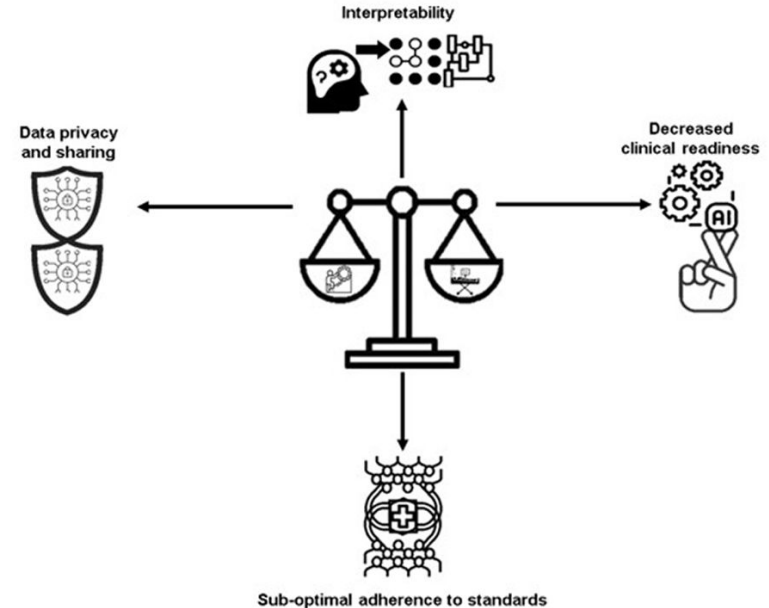 Interpretability
Data privacy
and sharing
Decreased
clinical readiness
AI
Sub-optimal adherence to standards